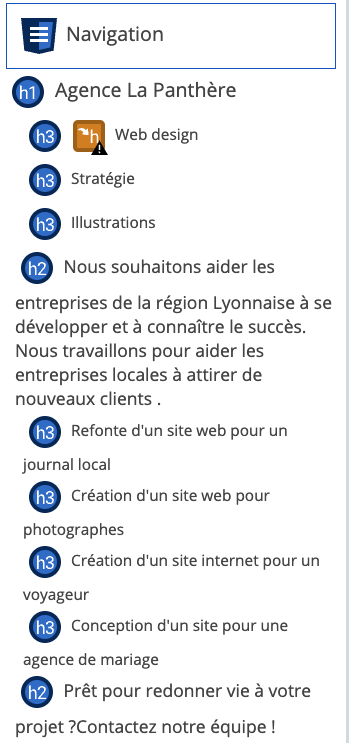 Navigation
h1 Agence La Panthère
h3 h Web design
h3 Stratégie
h3 Illustrations
h2 Nous souhaitons aider les
entreprises de la région Lyonnaise à se
développer et à connaître le succès.
Nous travaillons pour aider les
entreprises locales à attirer de
nouveaux clients .
h3 Refonte d'un site web pour un
journal local
h3 Création d'un site web pour
photographes
h3 Création d'un site internet pour un
voyageur
h3 Conception d'un site pour une
agence de mariage
h2 Prêt pour redonner vie à votre
projet ?Contactez notre équipe !